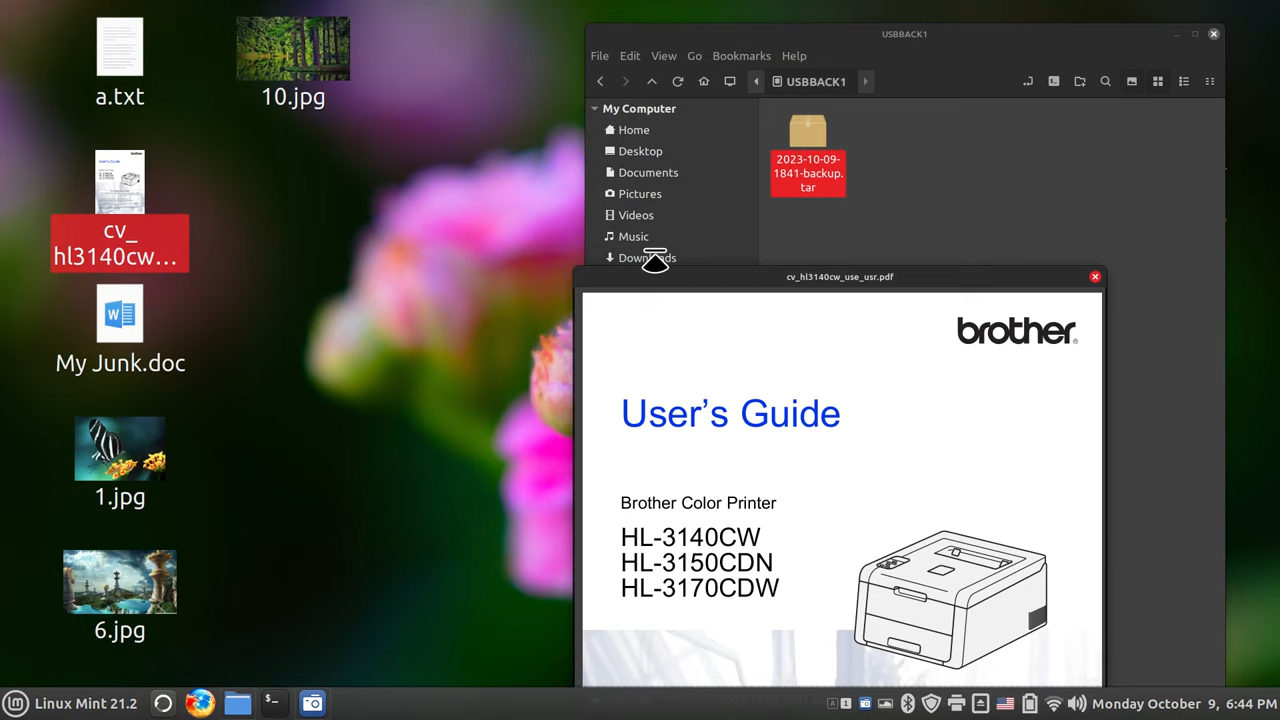 a.txt
10.jpg
cv_
hl3140cw...
My Junk.doc
1.jpg
6.jpg
USBBACK1
File Edit View Go Bookmarks Help
USBBACK1
My Computer
Home
Desktop
Documents
Pictures
Videos
Music
Downloads
2023-10-09-
1841-backup.
tar
cv_hl3140cw_use_usr.pdf
brother®
User's Guide
Brother Color Printer
HL-3140CW
HL-3150CDN
HL-3170CDW
Linux Mint 21.2
Monday October 9, 6:44 PM